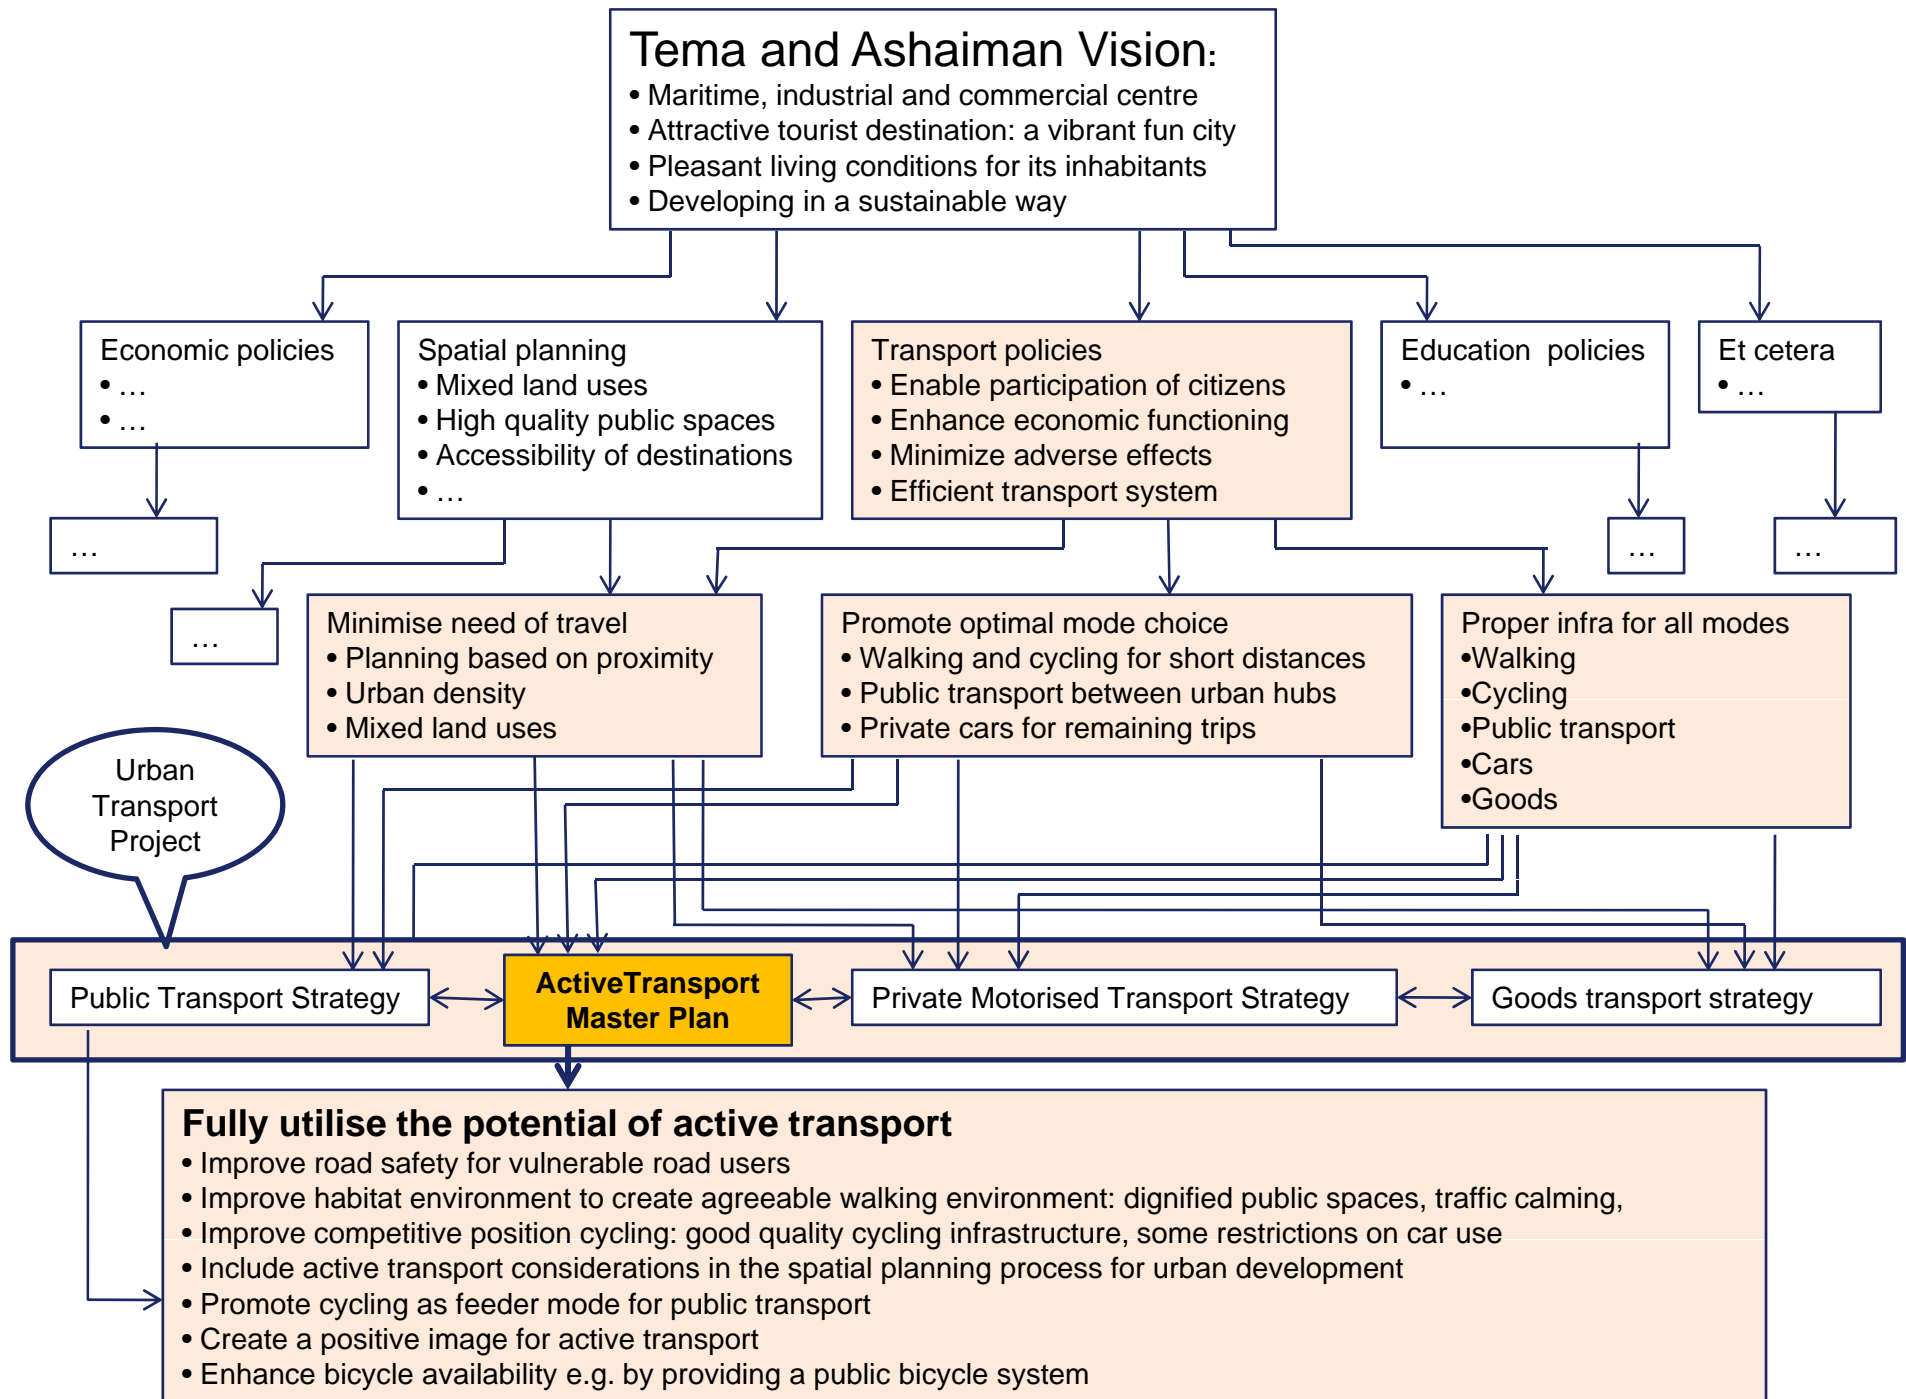 Tema and Ashaiman Vision:
• Maritime, industrial and commercial centre
• Attractive tourist destination: a vibrant fun city
• Pleasant living conditions for its inhabitants
• Developing in a sustainable way
Economic policies
• …
• …
Spatial planning
• Mixed land uses
• High quality public spaces
• Accessibility of destinations
• …
Transport policies
• Enable participation of citizens
• Enhance economic functioning
• Minimize adverse effects
• Efficient transport system
Education  policies
• …
Et cetera
• …
…
…
…
…
Minimise need of travel
• Planning based on proximity
• Urban density
• Mixed land uses
Promote optimal mode choice
• Walking and cycling for short distances
• Public transport between urban hubs
• Private cars for remaining trips
Proper infra for all modes
•Walking
•Cycling
•Public transport
•Cars
•Goods
Urban
Transport
Project
Public Transport Strategy
ActiveTransport
Master Plan
Private Motorised Transport Strategy
Goods transport strategy
Fully utilise the potential of active transport
• Improve road safety for vulnerable road users
• Improve habitat environment to create agreeable walking environment: dignified public spaces, traffic calming,
• Improve competitive position cycling: good quality cycling infrastructure, some restrictions on car use
• Include active transport considerations in the spatial planning process for urban development
• Promote cycling as feeder mode for public transport
• Create a positive image for active transport
• Enhance bicycle availability e.g. by providing a public bicycle system